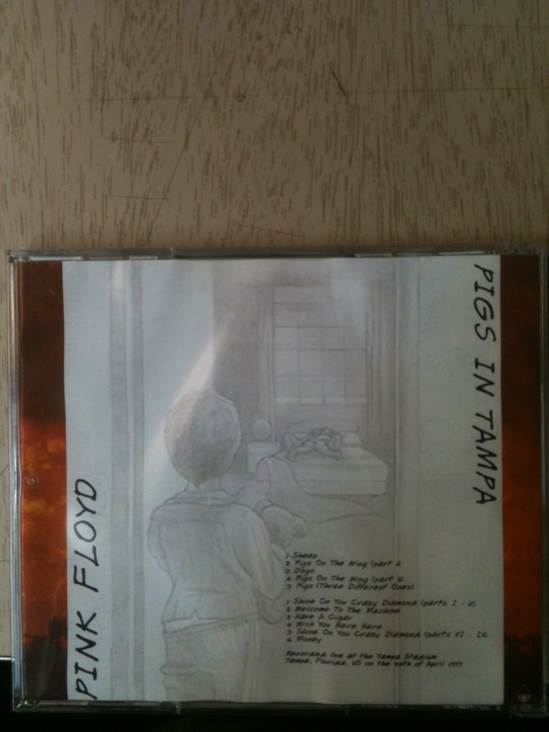 PINK FLOYD
PIGS IN TAMPA
1 Sheep
2 Pigs On The Wing (part I)
3 Dogs
4 Pigs On The Wing (part II)
5 Pigs (Three Different Ones)
1 Shine On You Crazy Diamond (parts I - V)
2 Welcome To The Machine
3 Have A Cigar
4 Wish You Were Here
5 Shine On You Crazy Diamond (parts VI - IX
6 Money
Recorded live at the Tampa Stadium
Tampa, Florida, US on the of April 1977